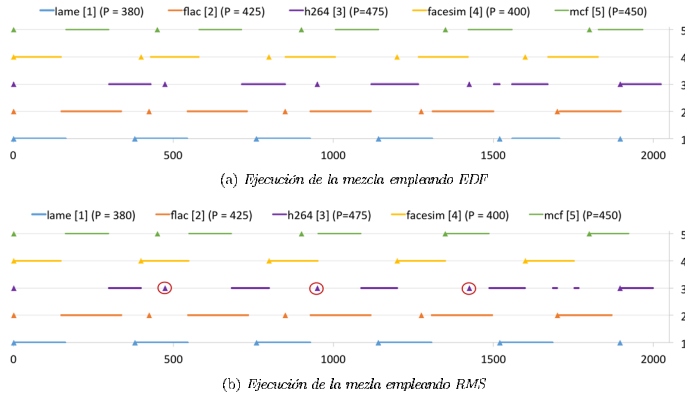 lame [1] (P = 380) flac [2] (P = 425) h264 [3] (P=475) facesim [4] (P = 400) mcf [5] (P=450)
5
4
3
2
1
0 500 1000 1500 2000
(a) Ejecución de la mezcla empleando EDF
lame [1] (P = 380) flac [2] (P = 425) h264 [3] (P=475) facesim [4] (P = 400) mcf [5] (P=450)
5
4
3
2
1
0 500 1000 1500 2000
(b) Ejecución de la mezla empleando RMS